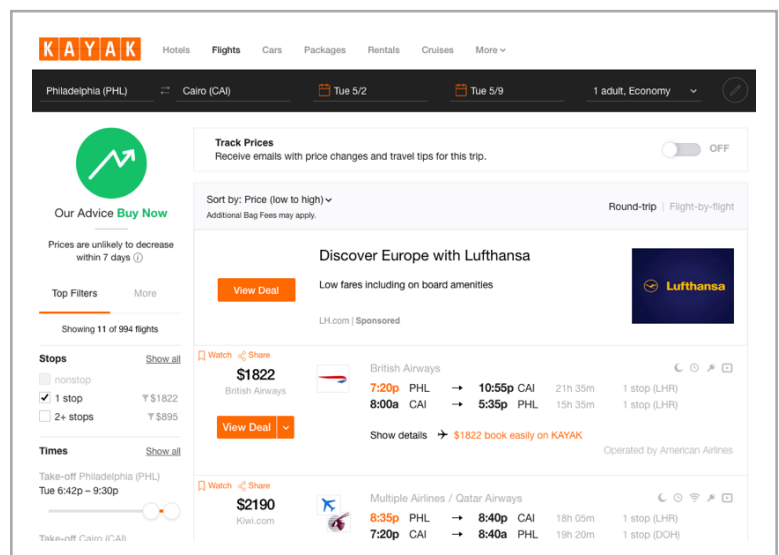 KAYAK Hotels Flights Cars Packages Rentals Cruises More
Philadelphia (PHL) Cairo (CAI) Tue 5/2 Tue 5/9 1 adult, Economy
Our Advice Buy Now
Prices are unlikely to decrease
within 7 days
Top Filters More
Showing 11 of 994 flights
Stops Show all
nonstop
1 stop $1822
2+ stops $895
Times Show all
Take-off Philadelphia (PHL)
Tue 6:42p – 9:30p
Take-off Cairo (CAI)
Track Prices
Receive emails with price changes and travel tips for this trip.
OFF
Sort by: Price (low to high)
Additional Bag Fees may apply.
Round-trip | Flight-by-flight
Discover Europe with Lufthansa
View Deal
Low fares including on board amenities
LH.com | Sponsored
Lufthansa
Watch Share
$1822
British Airways
View Deal
British Airways
7:20p PHL → 10:55p CAI 21h 35m 1 stop (LHR)
8:00a CAI → 5:35p PHL 15h 35m 1 stop (LHR)
Show details $1822 book easily on KAYAK
Operated by American Airlines
Watch Share
$2190
Kiwi.com
Multiple Airlines / Qatar Airways
8:35p PHL → 8:40p CAI 18h 05m 1 stop (LHR)
7:20p CAI → 8:40a PHL 19h 20m 1 stop (DOH)